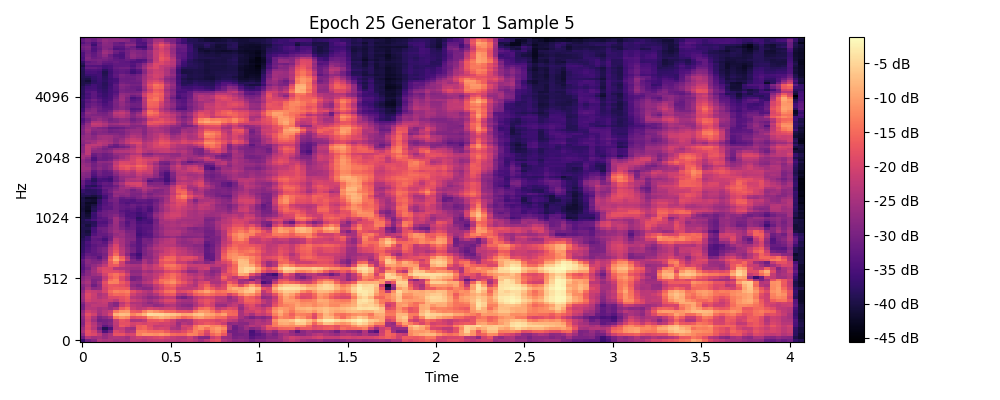 Epoch 25 Generator 1 Sample 5
Hz
4096
2048
1024
512
0
0 0.5 1 1.5 2 2.5 3 3.5 4
Time
-5 dB
-10 dB
-15 dB
-20 dB
-25 dB
-30 dB
-35 dB
-40 dB
-45 dB